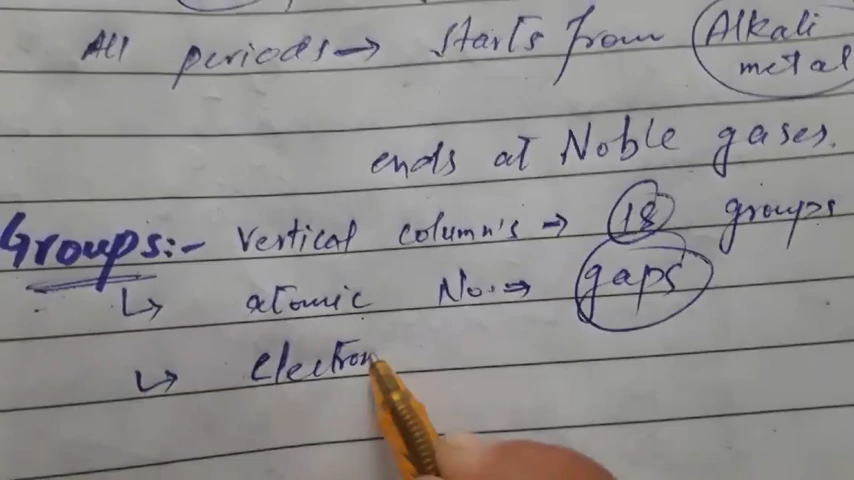 All periods → starts from Alkali metal
ends at Noble gases.
Groups:- vertical column's → 18 groups
↳ atomic No. ⇒ gaps
↳ Electron